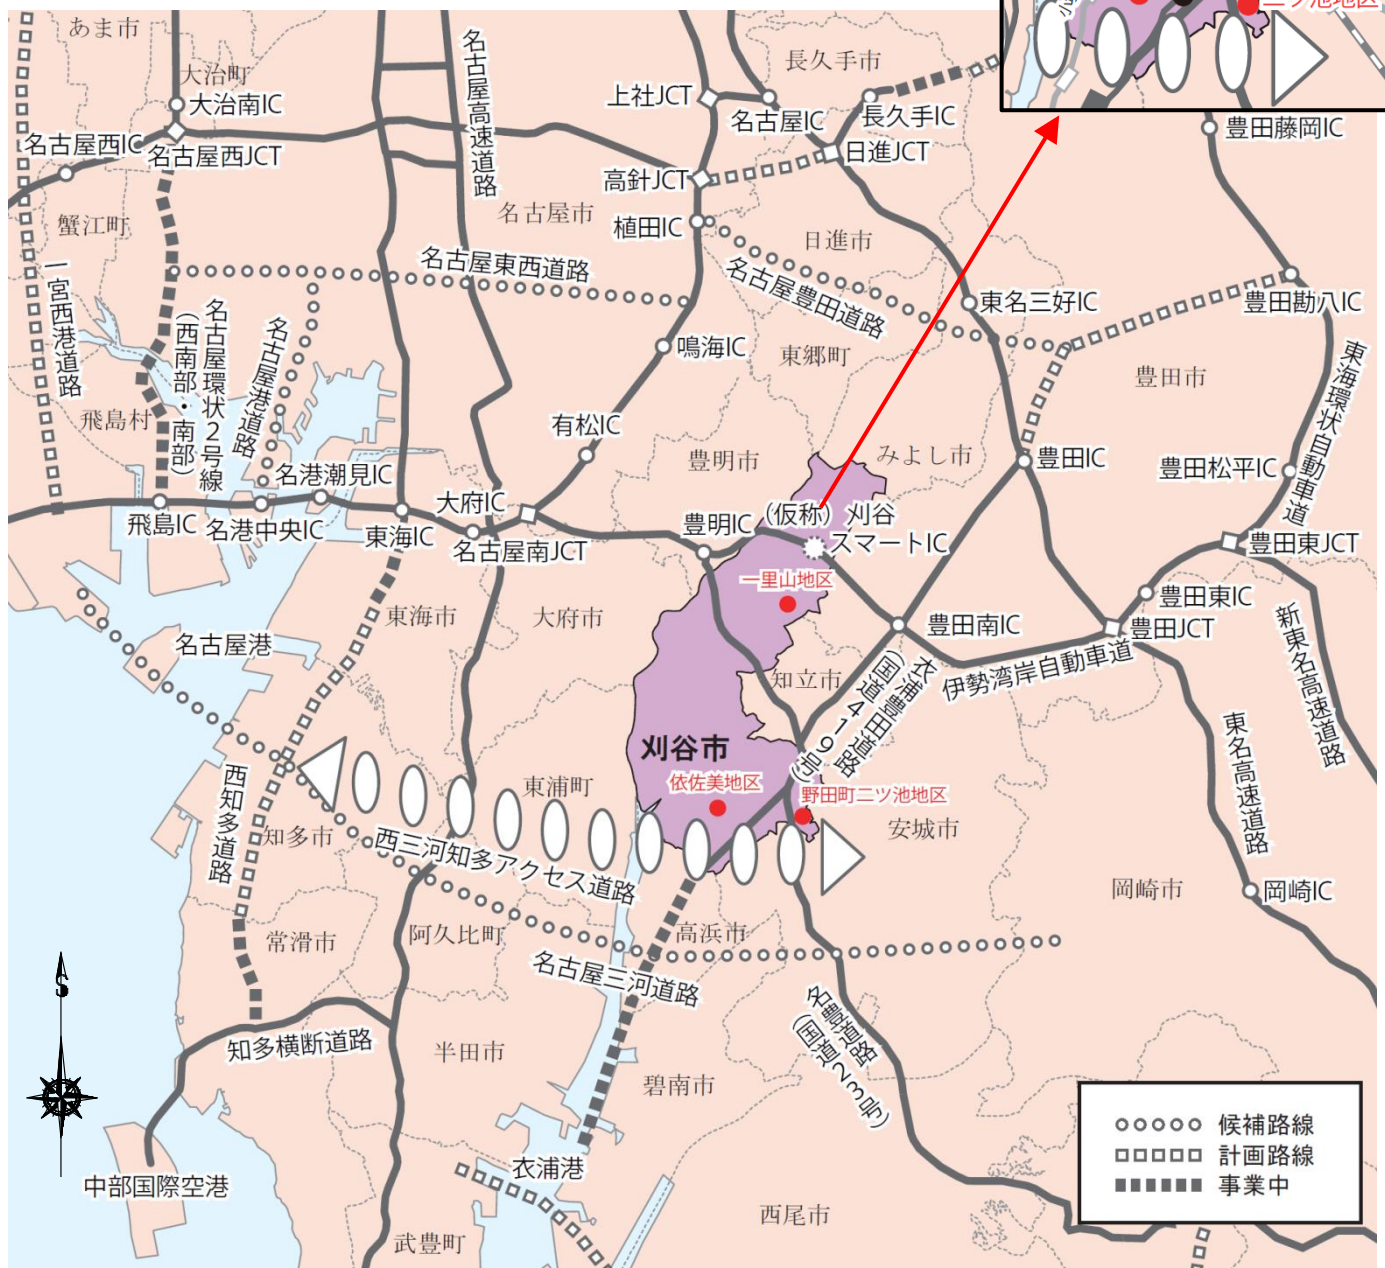 あま市
大治町
大治南IC
名古屋西IC
名古屋西JCT
蟹江町
名古屋高速道路
名古屋市
上社JCT
名古屋IC
長久手市
長久手IC
日進JCT
高針JCT
植田IC
日進市
二ツ池地区
豊田藤岡IC
一宮西港道路
名古屋環状2号線
(西南部・南部)
名古屋港道路
名古屋東西道路
名古屋豊田道路
東名三好IC
豊田勘八IC
鳴海IC
東郷町
豊田市
東海環状自動車道
飛島村
有松IC
豊明市
みよし市
豊田IC
豊田松平IC
名港潮見IC
飛島IC
名港中央IC
東海IC
大府IC
名古屋南JCT
豊明IC
(仮称)刈谷
スマートIC
豊田東JCT
一里山地区
豊田東IC
豊田南IC
豊田JCT
新東名高速道路
名古屋港
東海市
大府市
知立市
衣浦豊田道路
(国道419号)
伊勢湾岸自動車道
東名高速道路
刈谷市
依佐美地区
野田町二ツ池地区
西知多道路
知多市
東浦町
安城市
西三河知多アクセス道路
岡崎市
岡崎IC
常滑市
阿久比町
高浜市
名古屋三河道路
S
知多横断道路
半田市
碧南市
名豊道路
(国道23号)
中部国際空港
衣浦港
武豊町
西尾市
候補路線
計画路線
事業中